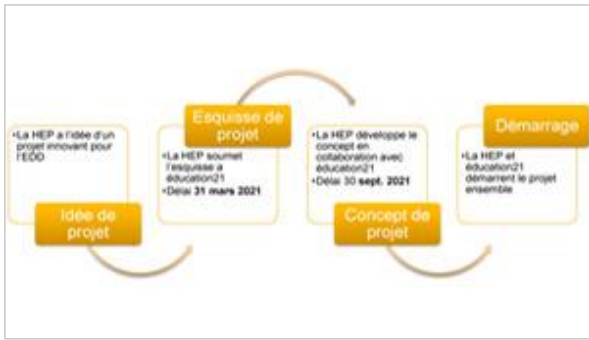 •La HEP a l'idée d'un
projet innovant pour
l'EDD
Idée de
projet
Esquisse de
projet
•La HEP soumet
l'esquisse a
éducation21
•Délai 31 mars 2021
•La HEP développe le
concept en
collaboration avec
éducation21
•Délai 30 sept. 2021
Concept de
projet
Démarrage
•La HEP et
éducation21
démarrent le projet
ensemble